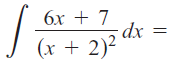 ∫ (6x + 7)/(x + 2)² dx =